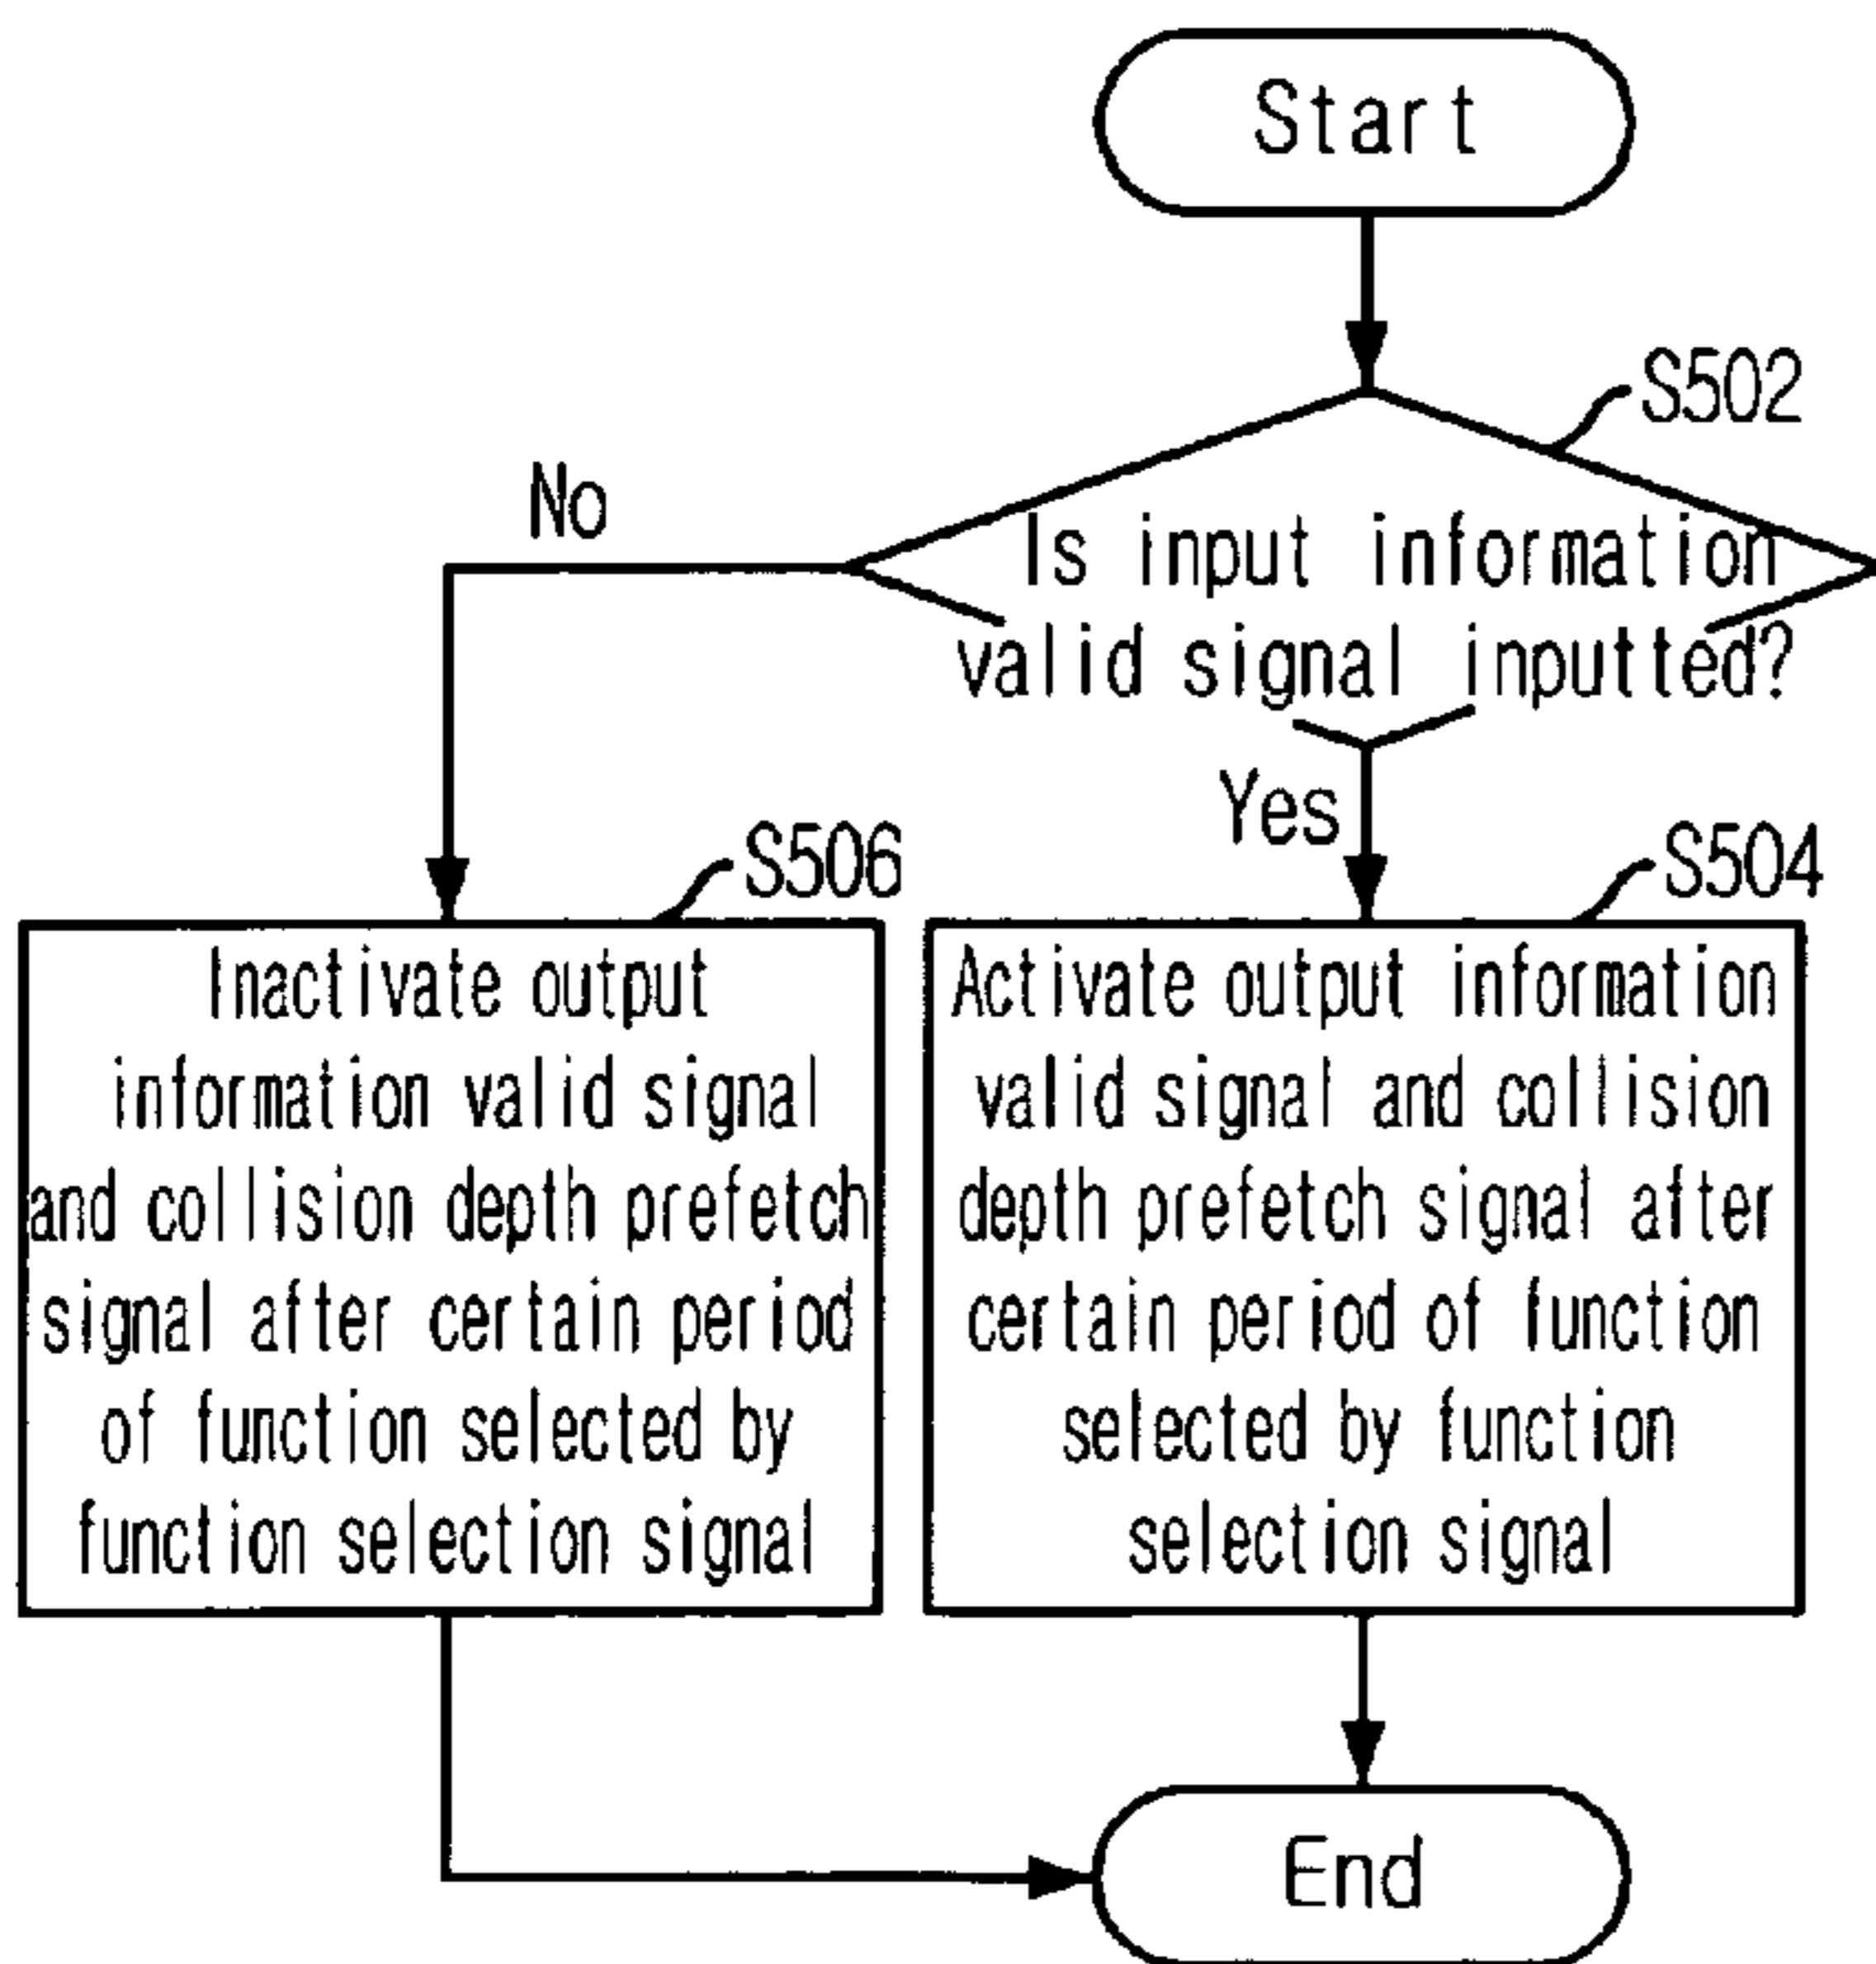 Start
S502
No
Is input information
valid signal inputted?
Yes
S506
S504
Inactivate output
information valid signal
and collision depth prefetch
signal after certain period
of function selected by
function selection signal
Activate output information
valid signal and collision
depth prefetch signal after
certain period of function
selected by function
selection signal
End